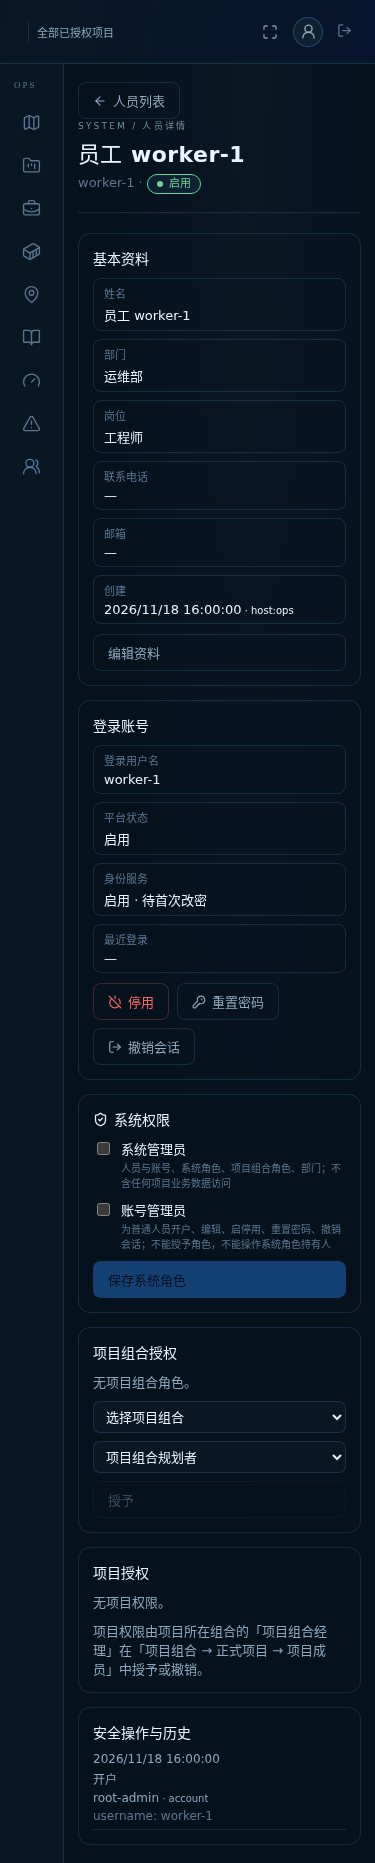 全部已授权项目
OPS
人员列表
SYSTEM / 人员详情
员工 worker-1
worker-1 · 启用
基本资料
姓名
员工 worker-1
部门
运维部
岗位
工程师
联系电话
—
邮箱
—
创建
2026/11/18 16:00:00 · host:ops
编辑资料
登录账号
登录用户名
worker-1
平台状态
启用
身份服务
启用 · 待首次改密
最近登录
—
停用
重置密码
撤销会话
系统权限
系统管理员
人员与账号、系统角色、项目组合角色、部门；不
含任何项目业务数据访问
账号管理员
为普通人员开户、编辑、启停用、重置密码、撤销
会话；不能授予角色，不能操作系统角色持有人
保存系统角色
项目组合授权
无项目组合角色。
选择项目组合
项目组合规划者
授予
项目授权
无项目权限。
项目权限由项目所在组合的「项目组合经
理」在「项目组合 → 正式项目 → 项目成
员」中授予或撤销。
安全操作与历史
2026/11/18 16:00:00
开户
root-admin · account
username: worker-1